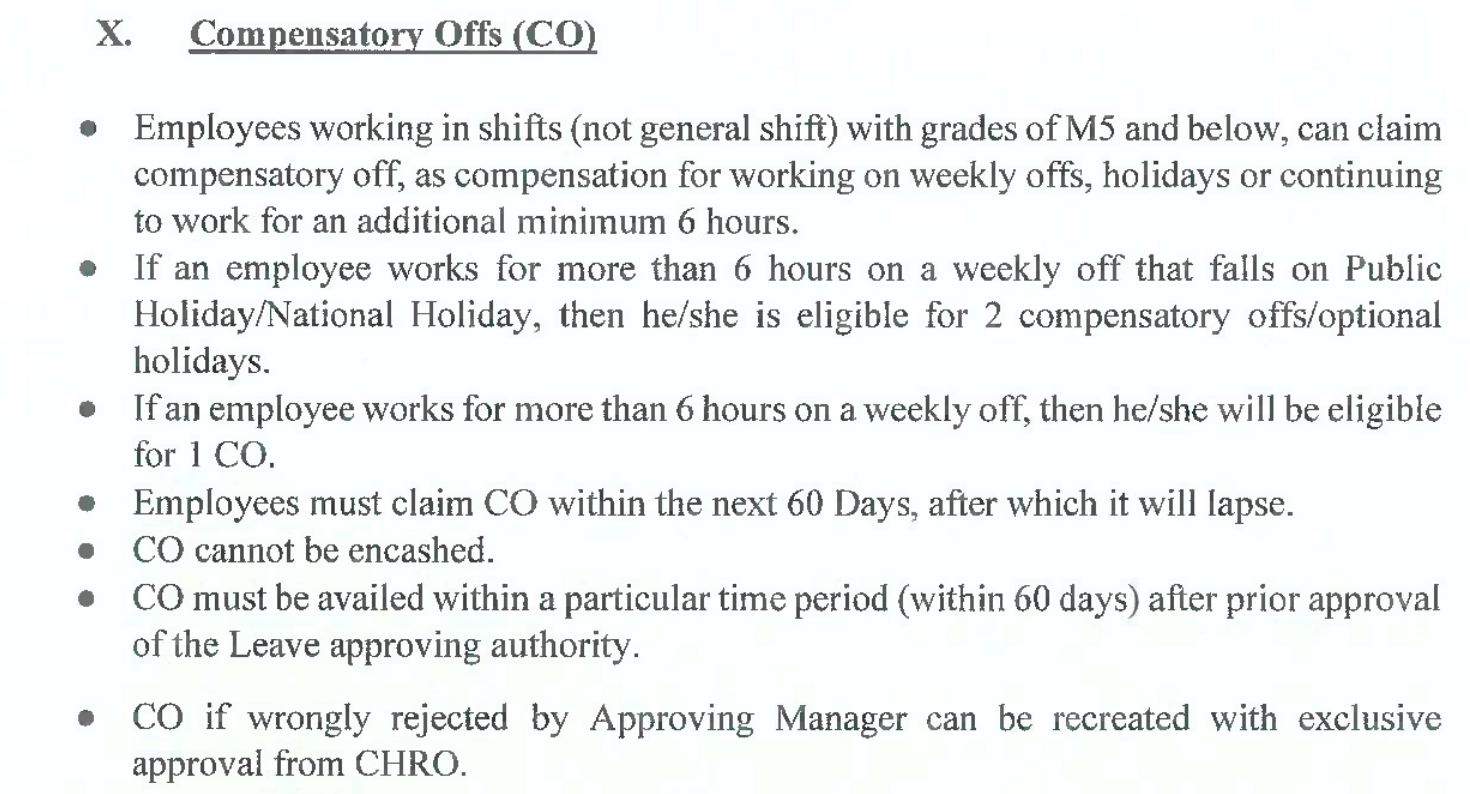 X. Compensatory Offs (CO)
• Employees working in shifts (not general shift) with grades of M5 and below, can claim
compensatory off, as compensation for working on weekly offs, holidays or continuing
to work for an additional minimum 6 hours.
• If an employee works for more than 6 hours on a weekly off that falls on Public
Holiday/National Holiday, then he/she is eligible for 2 compensatory offs/optional
holidays.
• If an employee works for more than 6 hours on a weekly off, then he/she will be eligible
for 1 CO.
• Employees must claim CO within the next 60 Days, after which it will lapse.
• CO cannot be encashed.
• CO must be availed within a particular time period (within 60 days) after prior approval
of the Leave approving authority.
• CO if wrongly rejected by Approving Manager can be recreated with exclusive
approval from CHRO.